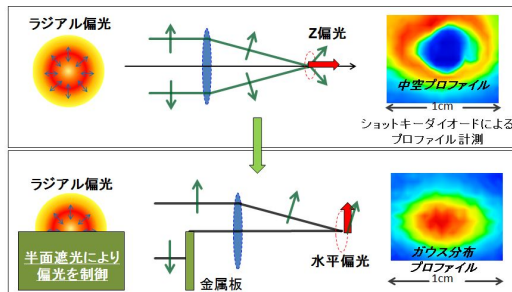 ラジアル偏光
Z偏光
中空プロファイル
1cm
ショットキーダイオードによる
プロファイル計測
ラジアル偏光
半面遮光により
偏光を制御
金属板
水平偏光
ガウス分布
プロファイル
1cm